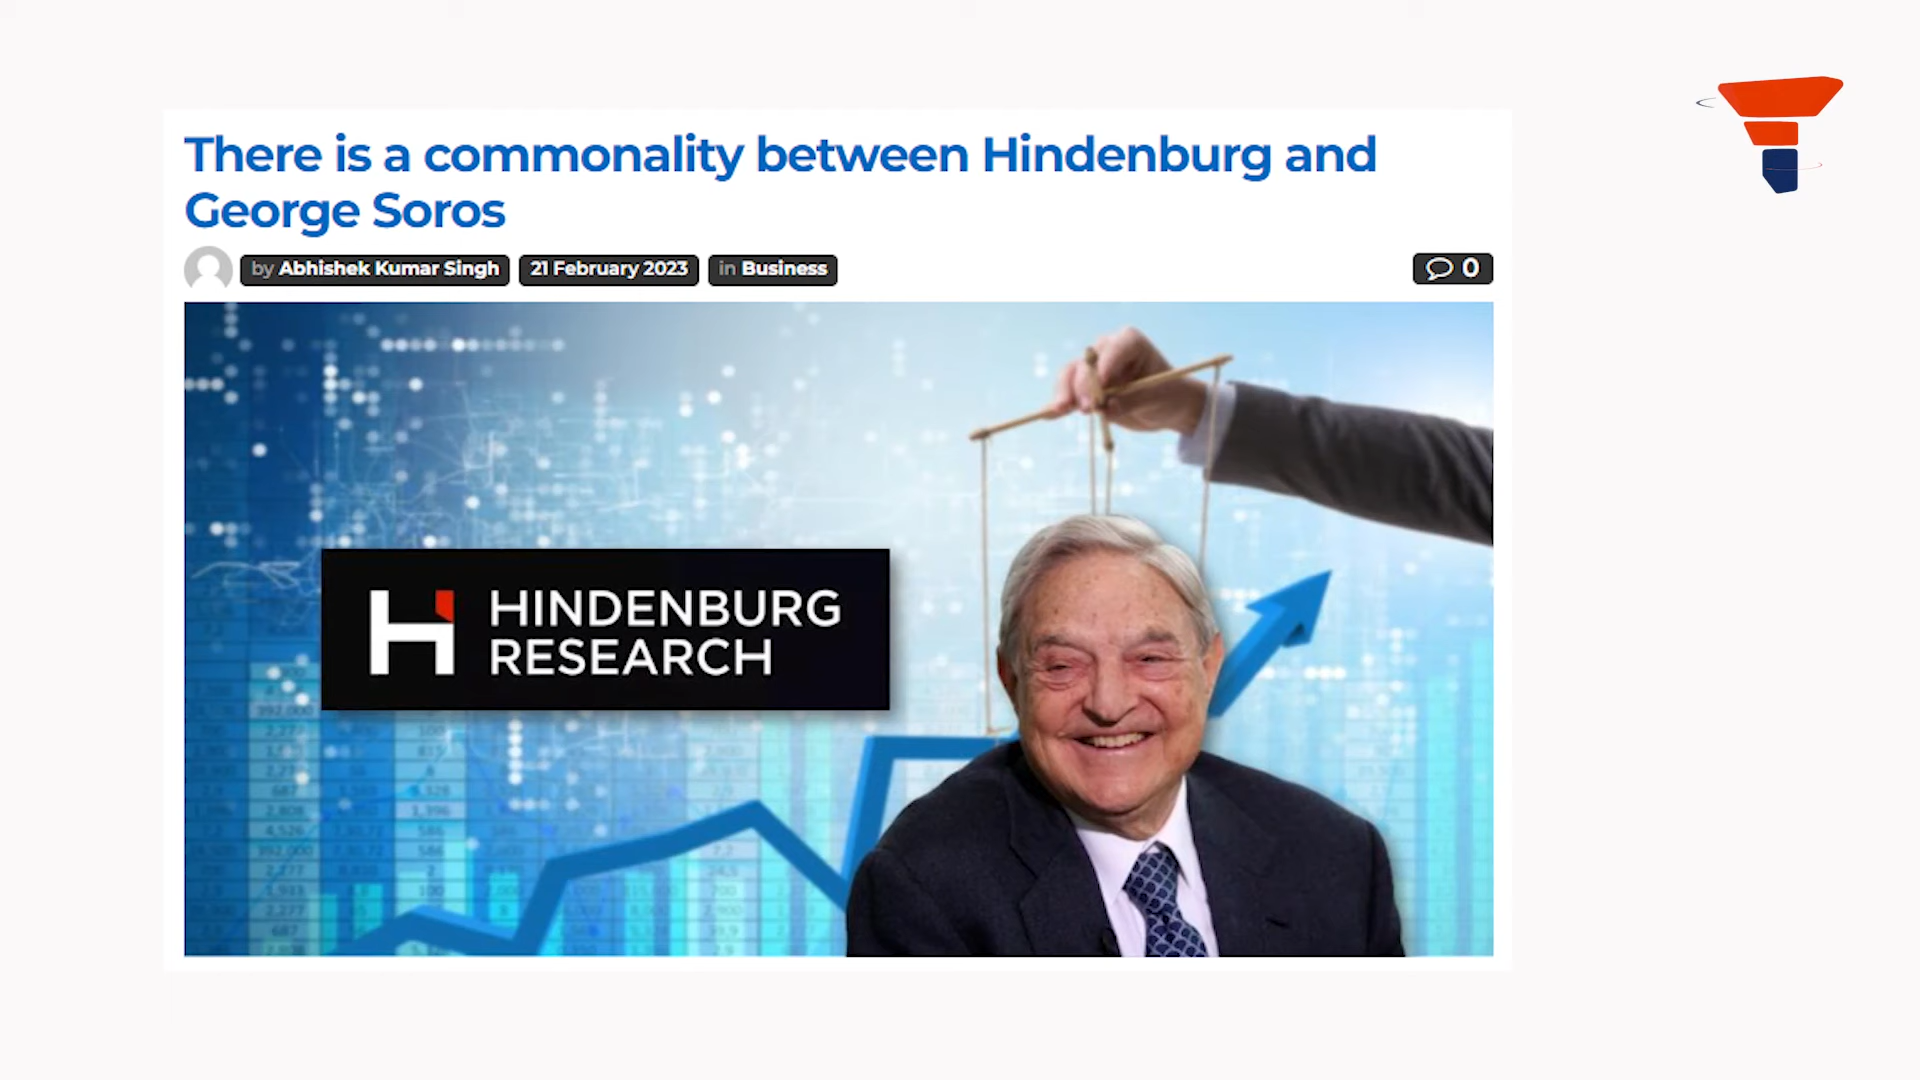 There is a commonality between Hindenburg and
George Soros
by Abhishek Kumar Singh 21 February 2023 in Business 0
HINDENBURG
RESEARCH